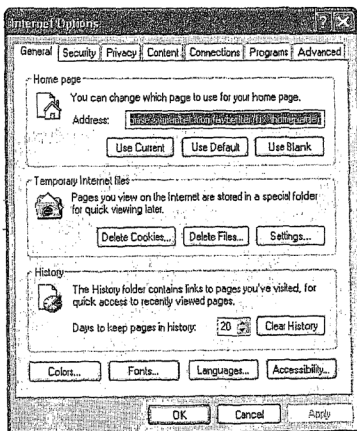 Internet Options
General Security Privacy Content Connections Programs Advanced
Home page
You can change which page to use for your home page.
Address:
Use Current Use Default Use Blank
Temporary Internet files
Pages you view on the Internet are stored in a special folder
for quick viewing later.
Delete Cookies... Delete Files... Settings...
History
The History folder contains links to pages you've visited, for
quick access to recently viewed pages.
Days to keep pages in history: 20 Clear History
Colors... Fonts... Languages... Accessibility...
OK Cancel Apply